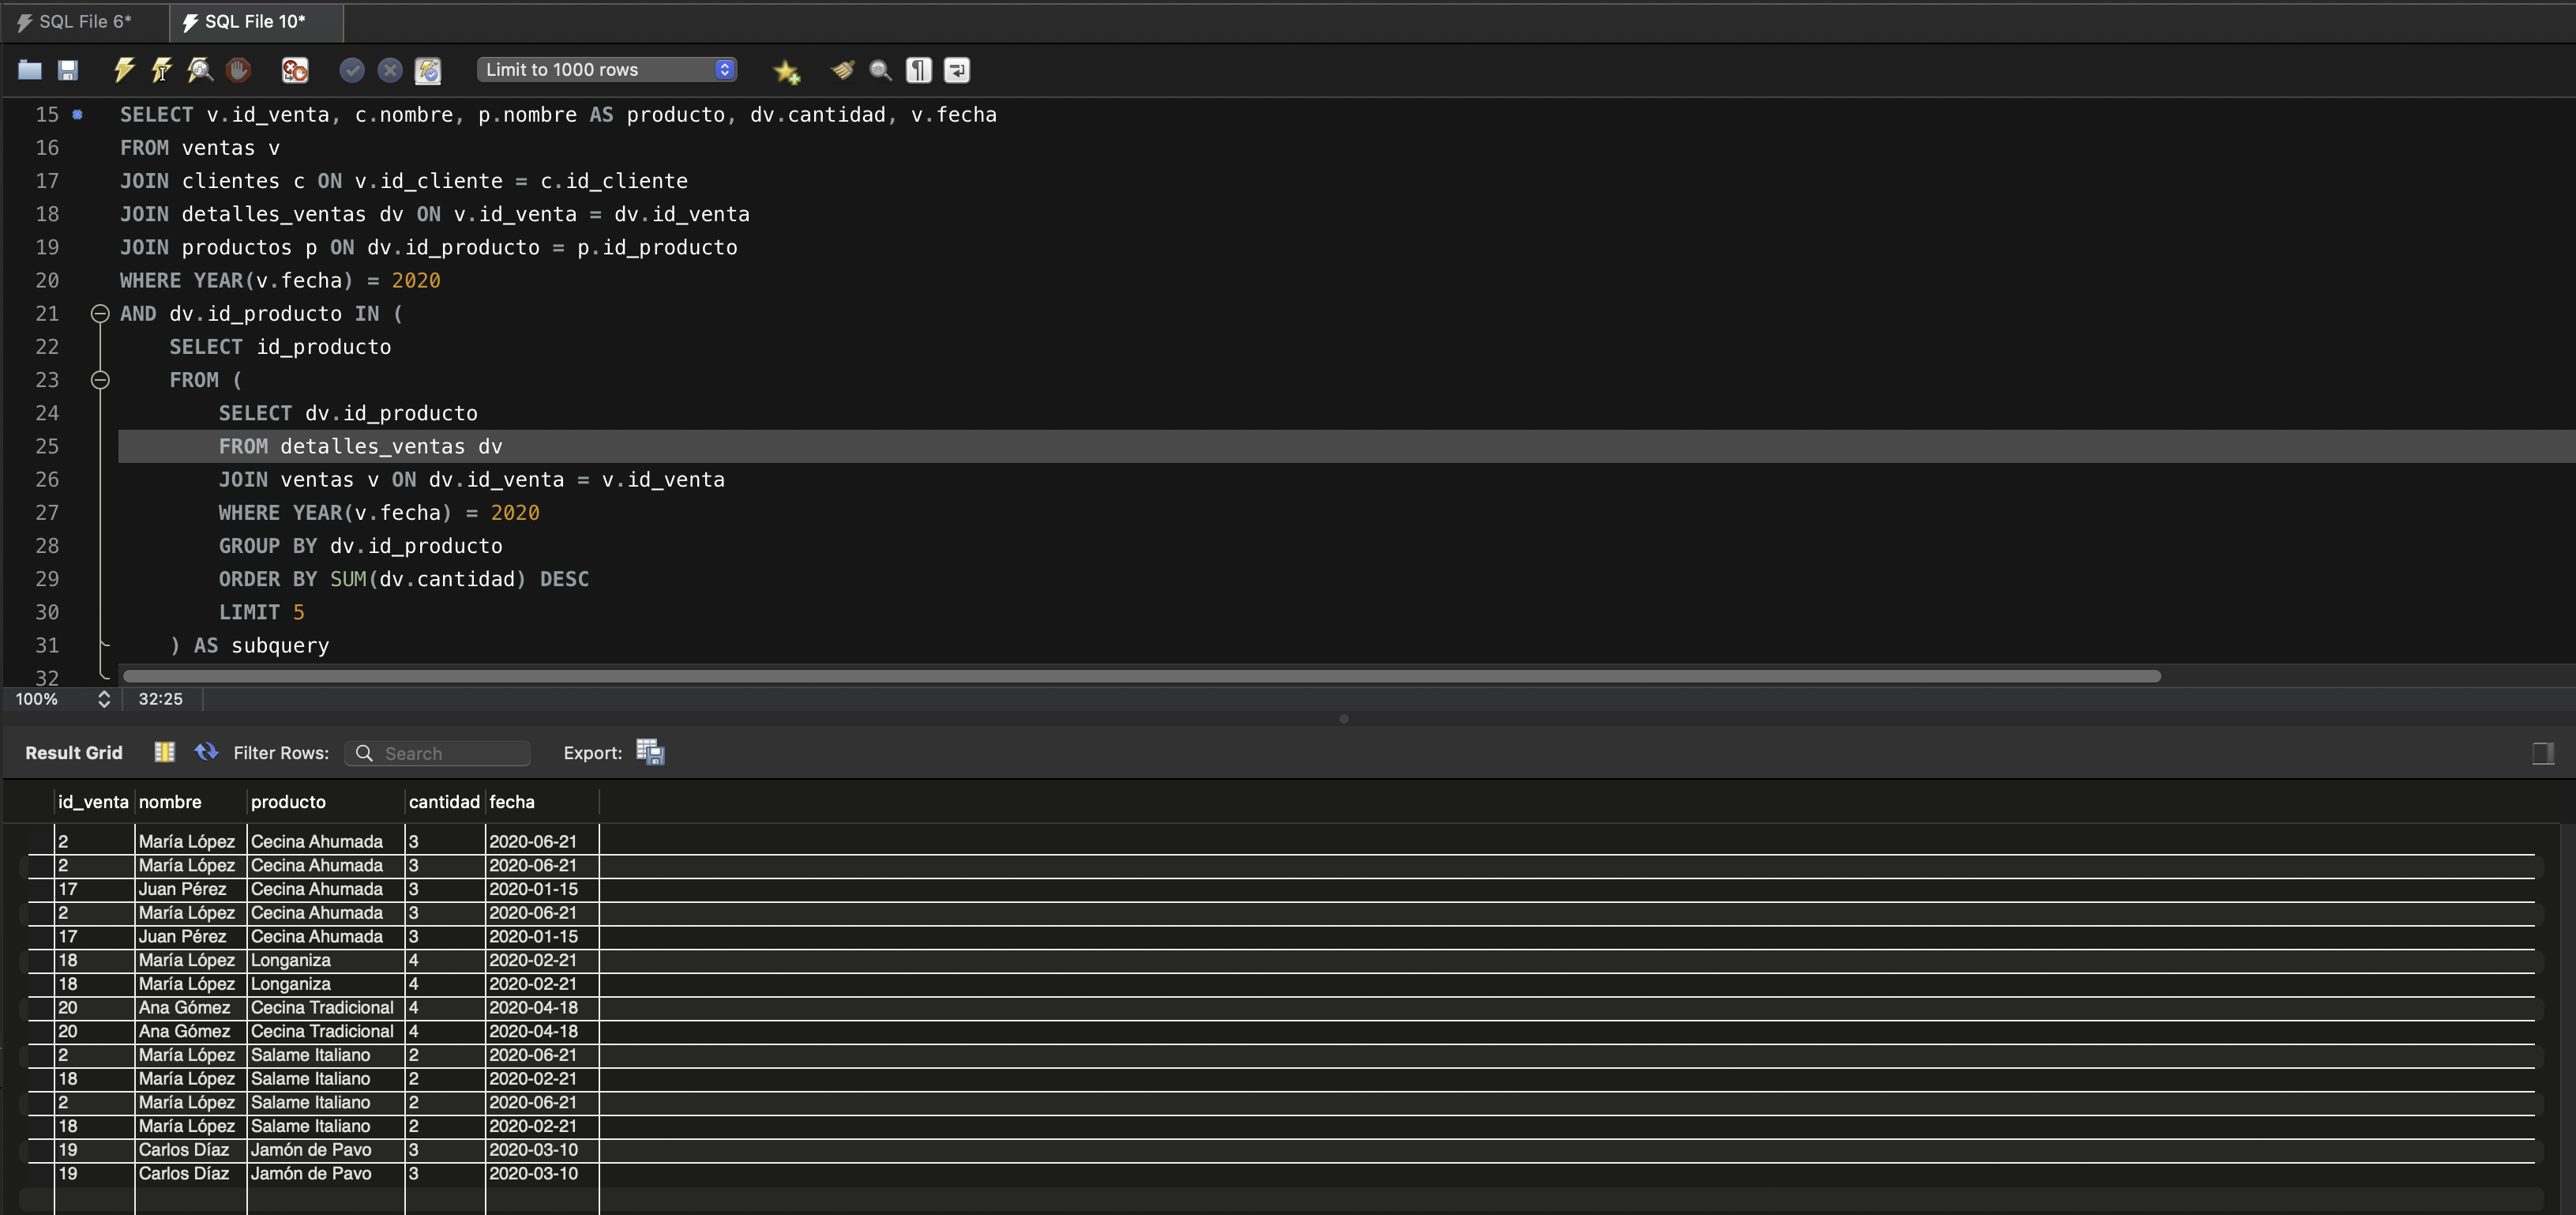 SQL File 6*
SQL File 10*
Limit to 1000 rows
15 SELECT v.id_venta, c.nombre, p.nombre AS producto, dv.cantidad, v.fecha
16 FROM ventas v
17 JOIN clientes c ON v.id_cliente = c.id_cliente
18 JOIN detalles_ventas dv ON v.id_venta = dv.id_venta
19 JOIN productos p ON dv.id_producto = p.id_producto
20 WHERE YEAR(v.fecha) = 2020
21 AND dv.id_producto IN (
22 SELECT id_producto
23 FROM (
24 SELECT dv.id_producto
25 FROM detalles_ventas dv
26 JOIN ventas v ON dv.id_venta = v.id_venta
27 WHERE YEAR(v.fecha) = 2020
28 GROUP BY dv.id_producto
29 ORDER BY SUM(dv.cantidad) DESC
30 LIMIT 5
31 ) AS subquery
32
100% 32:25
Result Grid Filter Rows: Search Export:
id_venta nombre producto cantidad fecha
2 María López Cecina Ahumada 3 2020-06-21
2 María López Cecina Ahumada 3 2020-06-21
17 Juan Pérez Cecina Ahumada 3 2020-01-15
2 María López Cecina Ahumada 3 2020-06-21
17 Juan Pérez Cecina Ahumada 3 2020-01-15
18 María López Longaniza 4 2020-02-21
18 María López Longaniza 4 2020-02-21
20 Ana Gómez Cecina Tradicional 4 2020-04-18
20 Ana Gómez Cecina Tradicional 4 2020-04-18
2 María López Salame Italiano 2 2020-06-21
18 María López Salame Italiano 2 2020-02-21
2 María López Salame Italiano 2 2020-06-21
18 María López Salame Italiano 2 2020-02-21
19 Carlos Díaz Jamón de Pavo 3 2020-03-10
19 Carlos Díaz Jamón de Pavo 3 2020-03-10